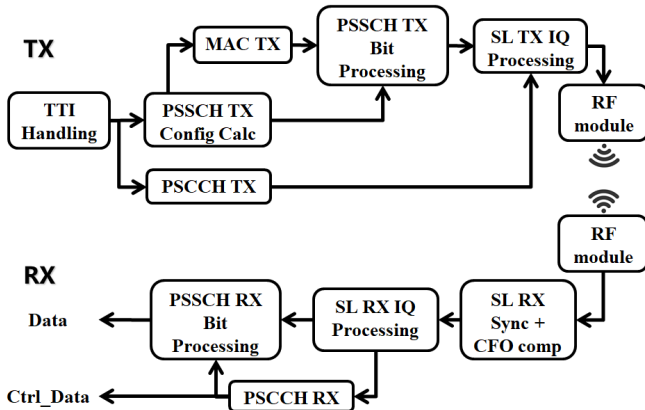 TX
MAC TX
PSSCH TX
Bit
Processing
SL TX IQ
Processing
TTI
Handling
PSSCH TX
Config Calc
RF
module
PSCCH TX
RF
module
RX
Data
PSSCH RX
Bit
Processing
SL RX IQ
Processing
SL RX
Sync +
CFO comp
Ctrl_Data
PSCCH RX